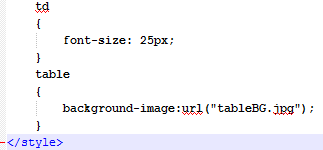 td
{
font-size: 25px;
}
table
{
background-image:url("tableBG.jpg");
}
</style>